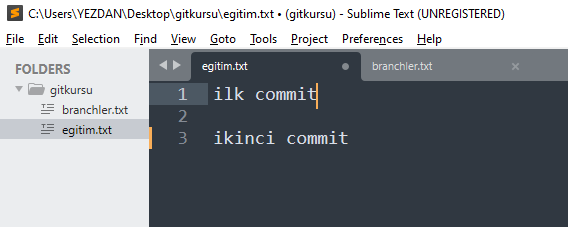 C:\Users\YEZDAN\Desktop\gitkursu\egitim.txt • (gitkursu) - Sublime Text (UNREGISTERED)
File Edit Selection Find View Goto Tools Project Preferences Help
FOLDERS
gitkursu
branchler.txt
egitim.txt
egitim.txt branchler.txt
1 ilk commit
2
3 ikinci commit